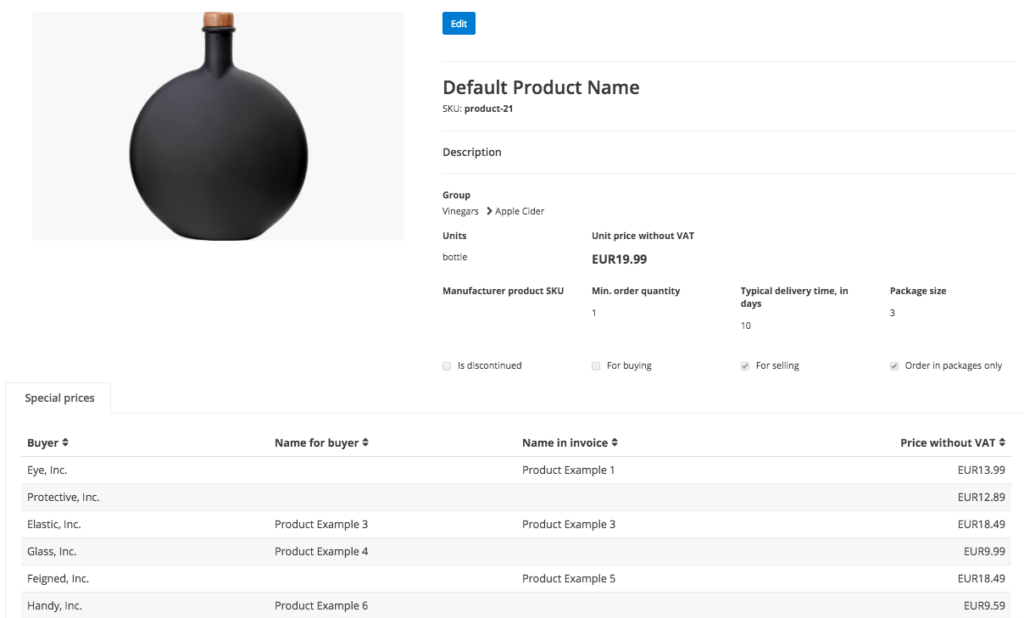 Edit
Default Product Name
SKU: product-21
Description
Group
Vinegars > Apple Cider
Units Unit price without VAT
bottle EUR19.99
Manufacturer product SKU Min. order quantity Typical delivery time, in days Package size
1 10 3
Is discontinued For buying For selling Order in packages only
Special prices
Buyer Name for buyer Name in invoice Price without VAT
Eye, Inc. Product Example 1 EUR13.99
Protective, Inc. EUR12.89
Elastic, Inc. Product Example 3 Product Example 3 EUR18.49
Glass, Inc. Product Example 4 EUR9.99
Feigned, Inc. Product Example 5 EUR18.49
Handy, Inc. Product Example 6 EUR9.59